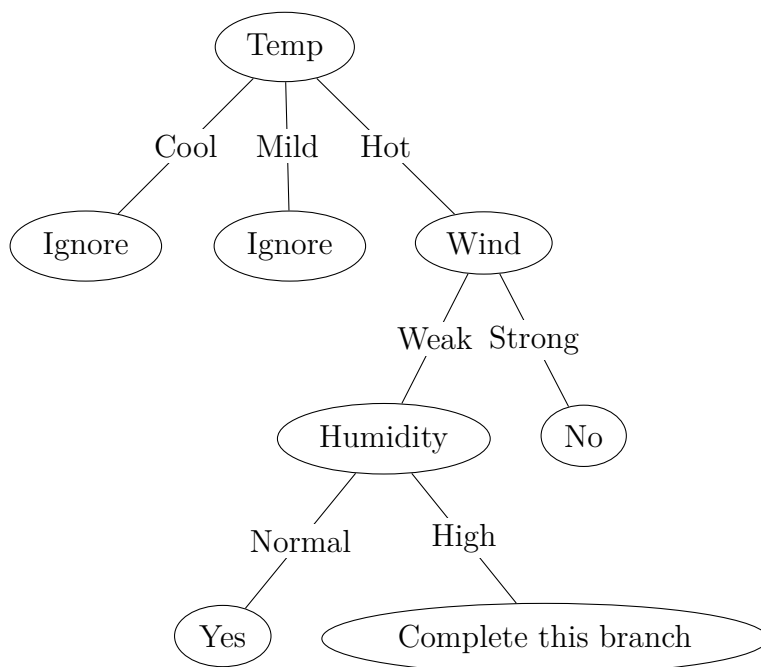 Temp
Cool Mild Hot
Ignore Ignore Wind
Weak Strong
Humidity No
Normal High
Yes Complete this branch